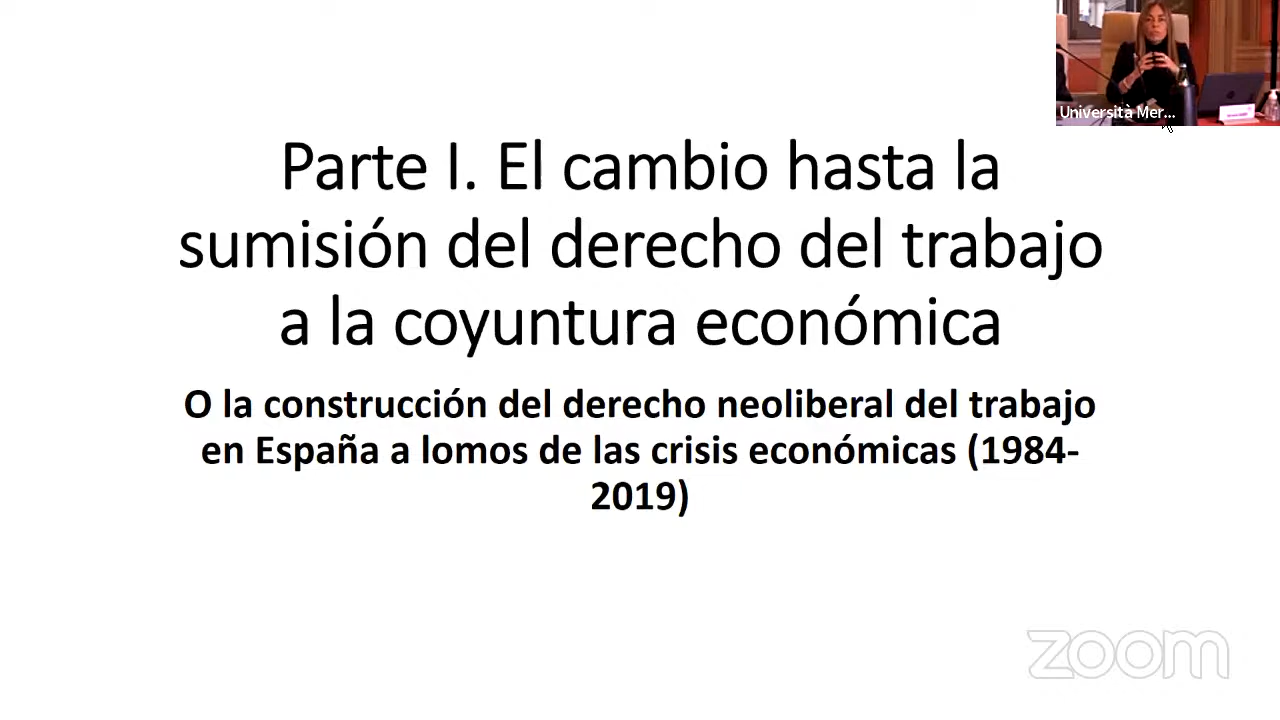 Università Mer...
Parte I. El cambio hasta la
sumisión del derecho del trabajo
a la coyuntura económica
O la construcción del derecho neoliberal del trabajo
en España a lomos de las crisis económicas (1984-
2019)
zoom